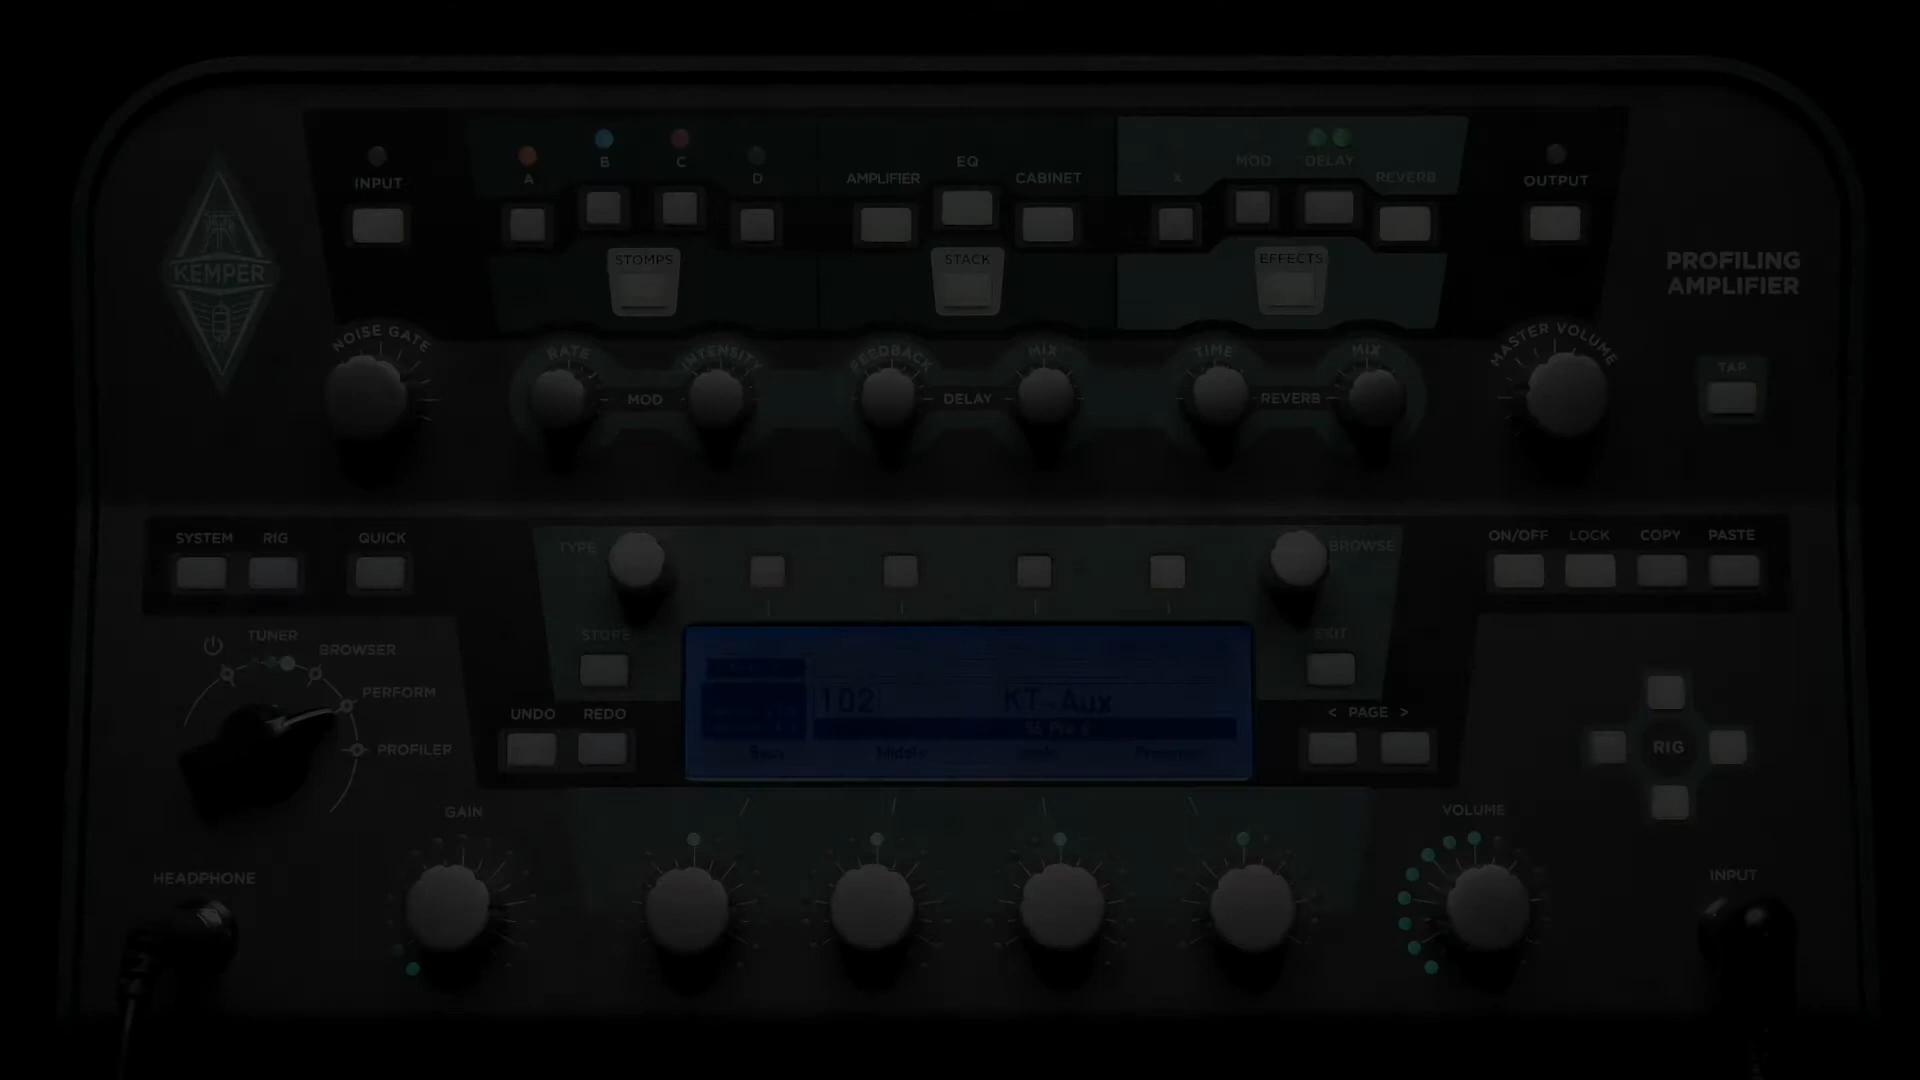 B
C
EQ
MOD
DELAY
INPUT
A
D
AMPLIFIER
CABINET
X
REVERB
OUTPUT
STOMPS
STACK
EFFECTS
KEMPER
PROFILING
AMPLIFIER
NOISE GATE
RATE
INTENSITY
FEEDBACK
MIX
TIME
MIX
MASTER VOLUME
TAP
MOD
DELAY
REVERB
SYSTEM
RIG
QUICK
TYPE
BROWSE
ON/OFF
LOCK
COPY
PASTE
TUNER
BROWSER
STORE
EXIT
PERFORM
102
KT-Aux
UNDO
REDO
< PAGE >
PROFILER
Middle
Presence
RIG
GAIN
VOLUME
HEADPHONE
INPUT